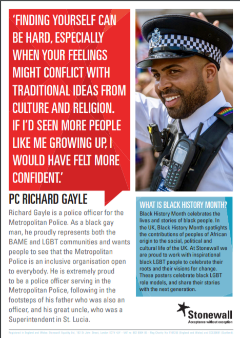 'FINDING YOURSELF CAN
BE HARD, ESPECIALLY
WHEN YOUR FEELINGS
MIGHT CONFLICT WITH
TRADITIONAL IDEAS FROM
CULTURE AND RELIGION.
IF I'D SEEN MORE PEOPLE
LIKE ME GROWING UP, I
WOULD HAVE FELT MORE
CONFIDENT.'
PC RICHARD GAYLE
Richard Gayle is a police officer for the
Metropolitan Police. As a black gay
man, he proudly represents both the
BAME and LGBT communities and wants
people to see that the Metropolitan
Police is an inclusive organisation open
to everybody. He is extremely proud
to be a police officer serving in the
Metropolitan Police, following in the
footsteps of his father who was also an
officer, and his great uncle, who was a
Superintendent in St. Lucia.
WHAT IS BLACK HISTORY MONTH?
Black History Month celebrates the
lives and stories of black people. In
the UK, Black History Month spotlights
the contributions of peoples of African
origin to the social, political and
cultural life of the UK. At Stonewall we
are proud to work with inspirational
black LGBT people to celebrate their
roots and their visions for change.
These posters celebrate black LGBT
role models, and share their stories
with the next generation.
Stonewall
Acceptance without exception